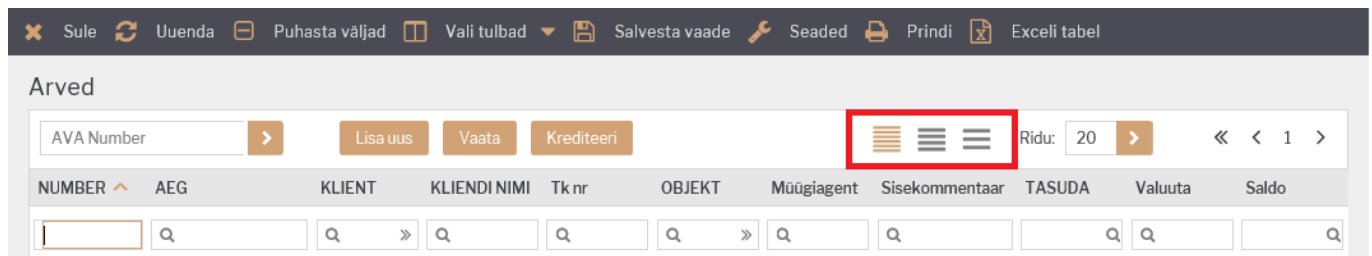 Sule Uuenda Puhasta väljad Vali tulbad Salvesta vaade Seaded Prindi Exceli tabel
Arved
AVA Number Lisa uus Vaata Krediteeri Ridu: 20 « < 1 >
NUMBER AEG KLIENT KLIENDI NIMI Tk nr OBJEKT Müügiagent Sisekommentaar TASUDA Valuuta Saldo